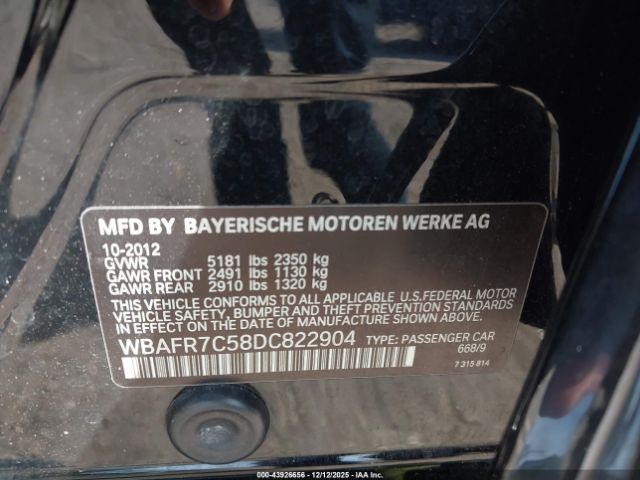 MFD BY BAYERISCHE MOTOREN WERKE AG
10-2012
GVWR 5181 lbs 2350 kg
GAWR FRONT 2491 lbs 1130 kg
GAWR REAR 2910 lbs 1320 kg
THIS VEHICLE CONFORMS TO ALL APPLICABLE U.S.FEDERAL MOTOR
VEHICLE SAFETY, BUMPER AND THEFT PREVENTION STANDARDS
IN EFFECT ON THE DATE OF MANUFACTURE SHOWN ABOVE.
WBAFR7C58DC822904 TYPE: PASSENGER CAR
668/9
7 315 814
00-43926656 - 12/12/2025 - IAAI.com